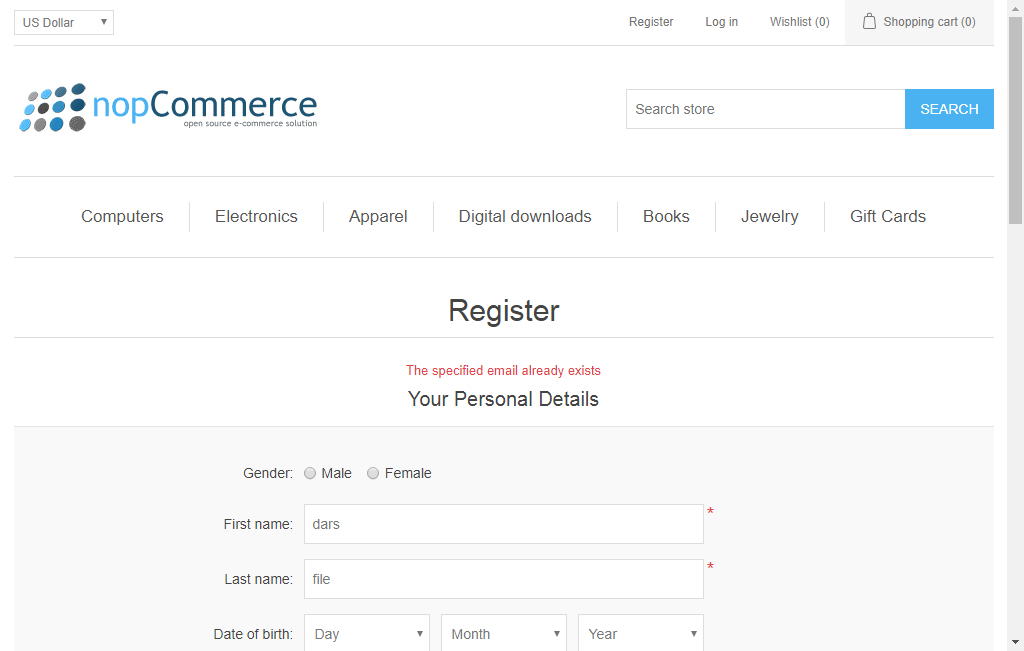 US Dollar Register Log in Wishlist (0) Shopping cart (0)
nopCommerce
open source e-commerce solution
Search store SEARCH
Computers Electronics Apparel Digital downloads Books Jewelry Gift Cards
Register
The specified email already exists
Your Personal Details
Gender: Male Female
First name: dars *
Last name: file *
Date of birth: Day Month Year